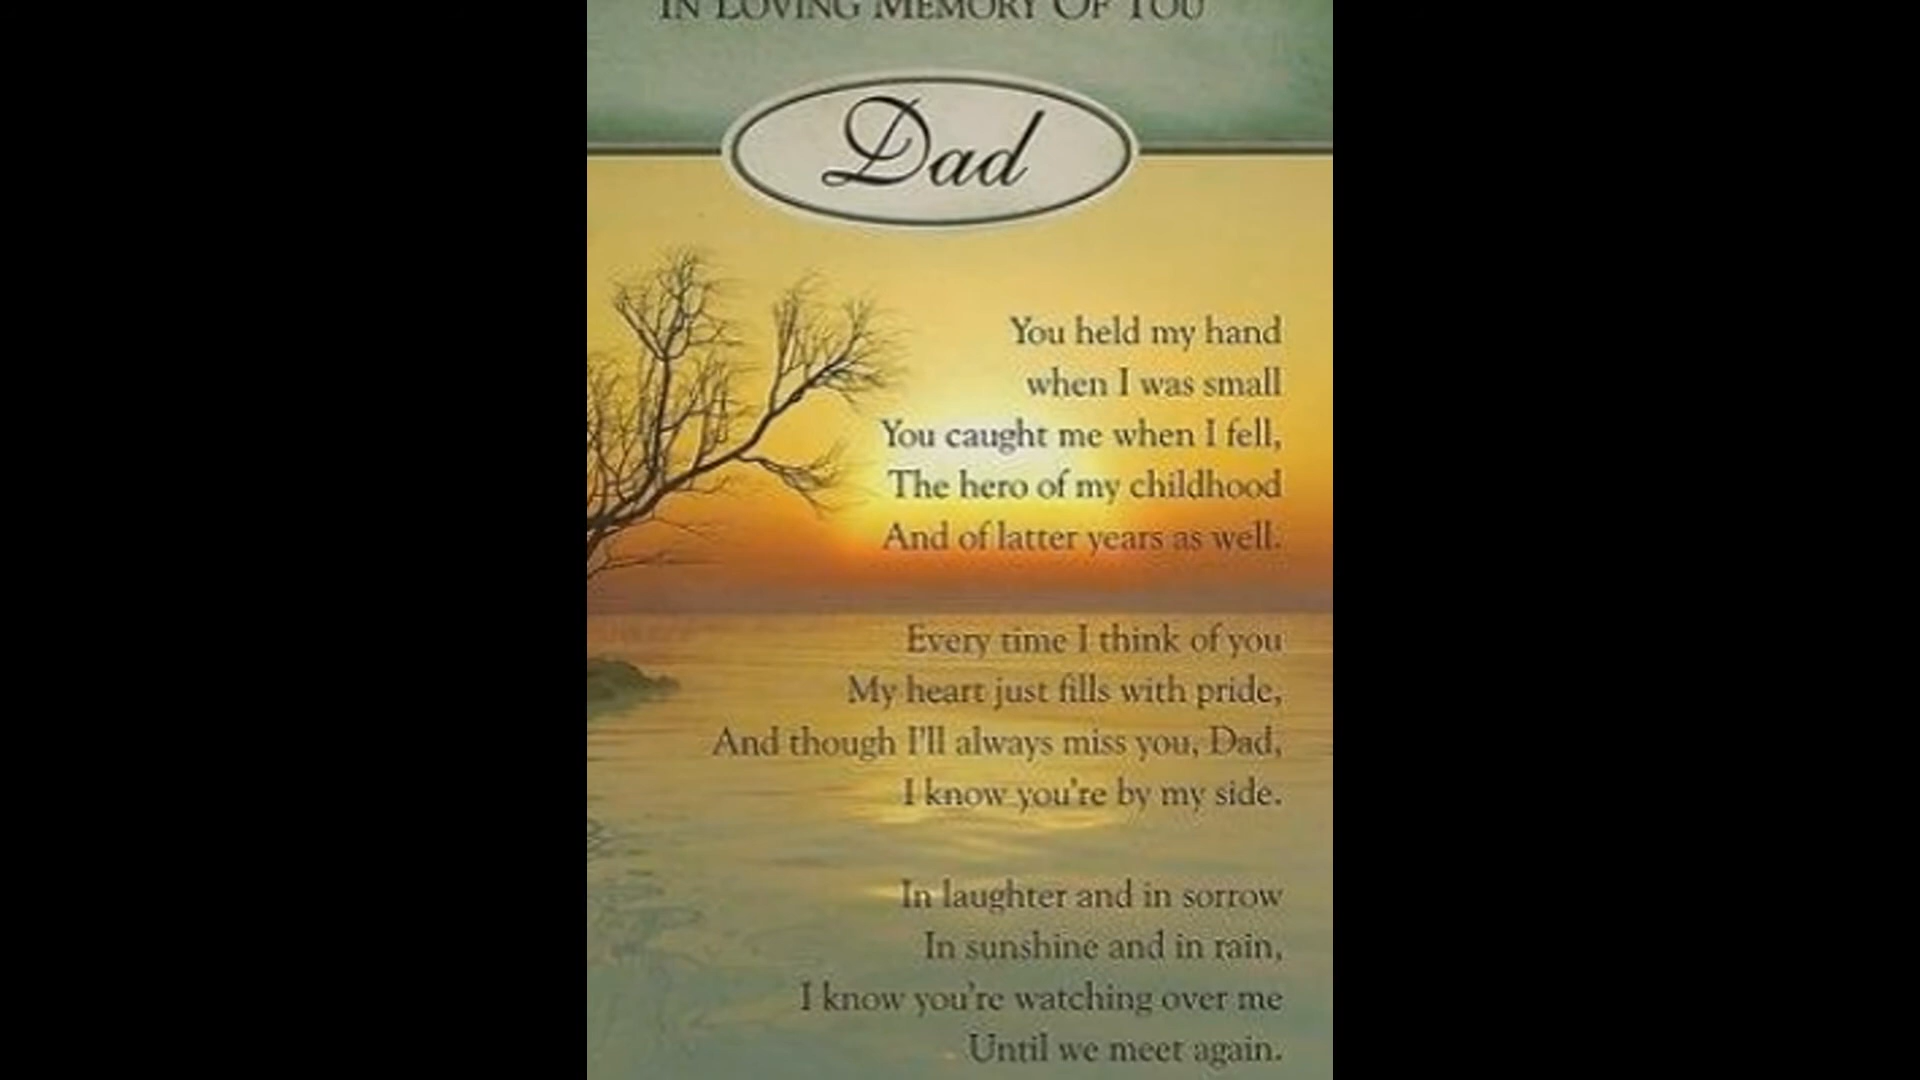 IN LOVING MEMORY OF YOU
Dad
You held my hand
when I was small
You caught me when I fell,
The hero of my childhood
And of latter years as well.
Every time I think of you
My heart just fills with pride,
And though I'll always miss you, Dad,
I know you're by my side.
In laughter and in sorrow
In sunshine and in rain,
I know you're watching over me
Until we meet again.